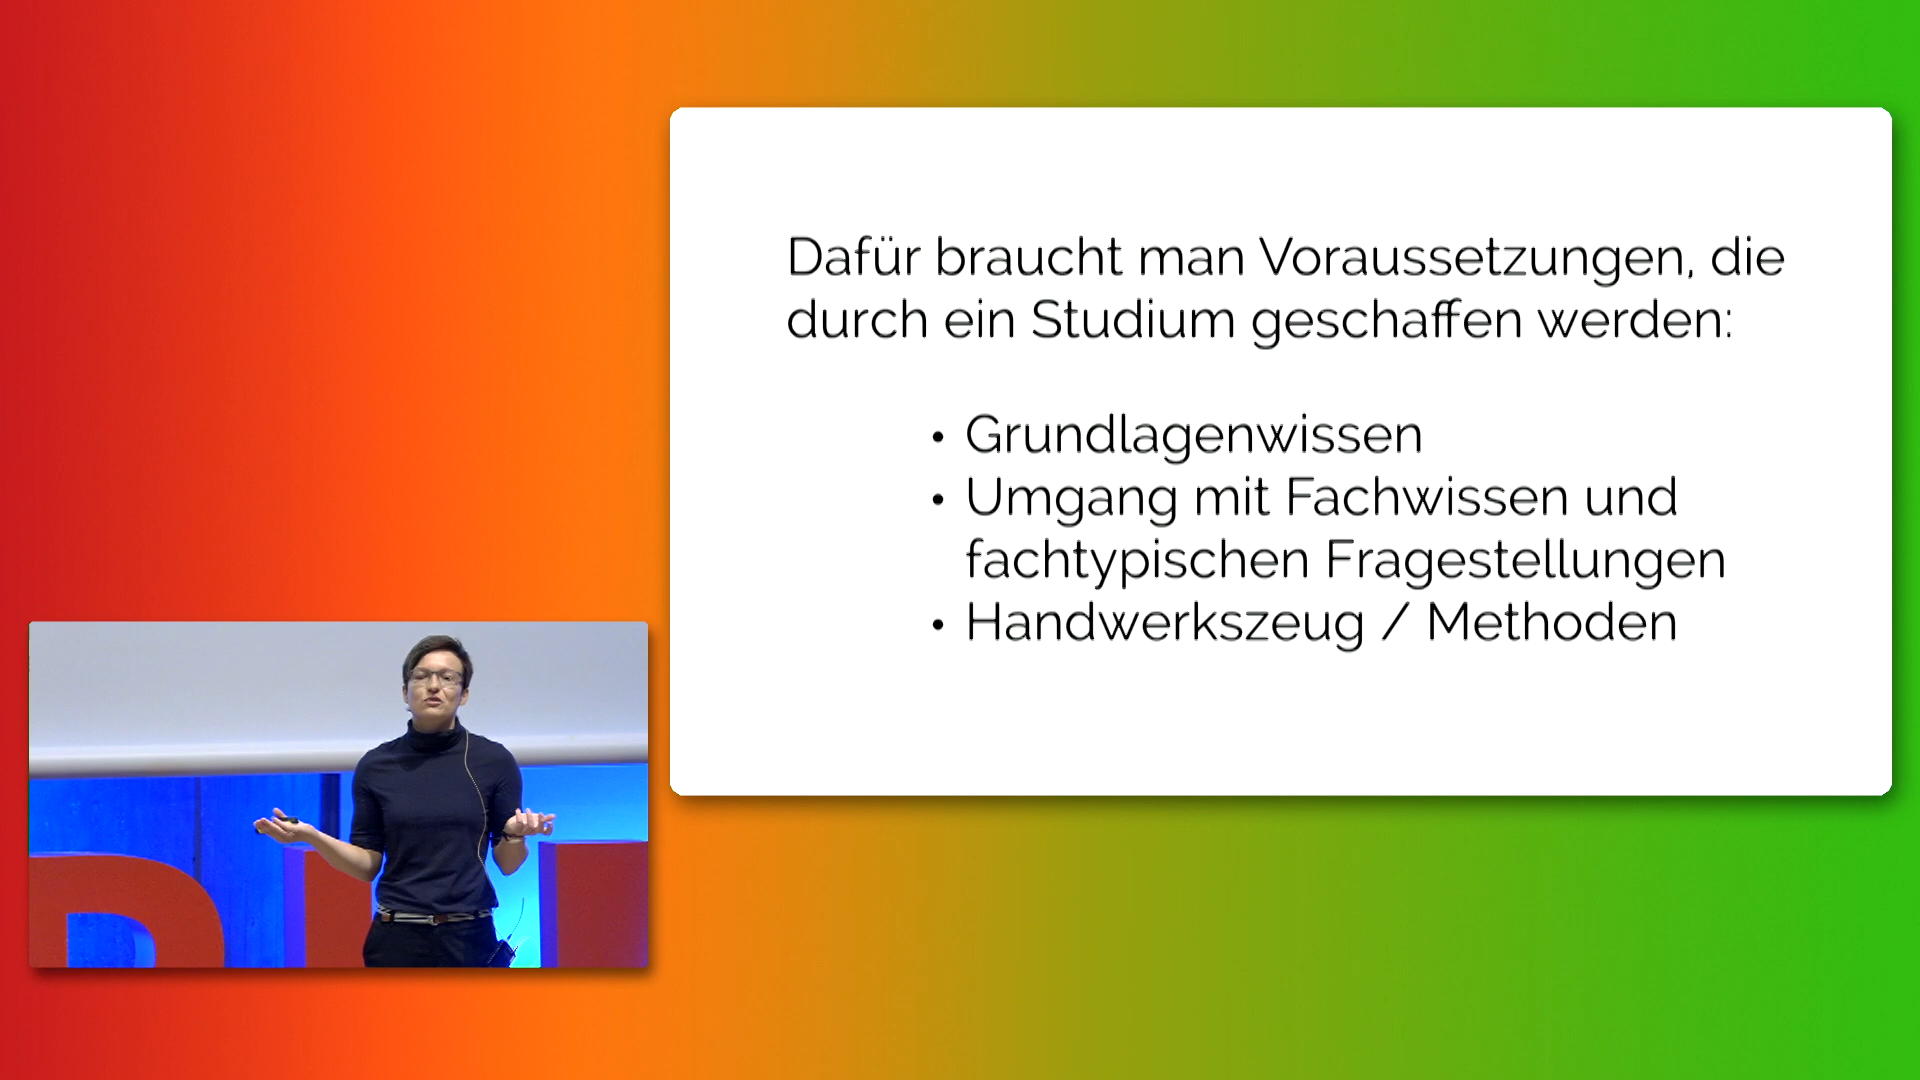 Dafür braucht man Voraussetzungen, die
durch ein Studium geschaffen werden:
• Grundlagenwissen
• Umgang mit Fachwissen und
fachtypischen Fragestellungen
• Handwerkszeug / Methoden